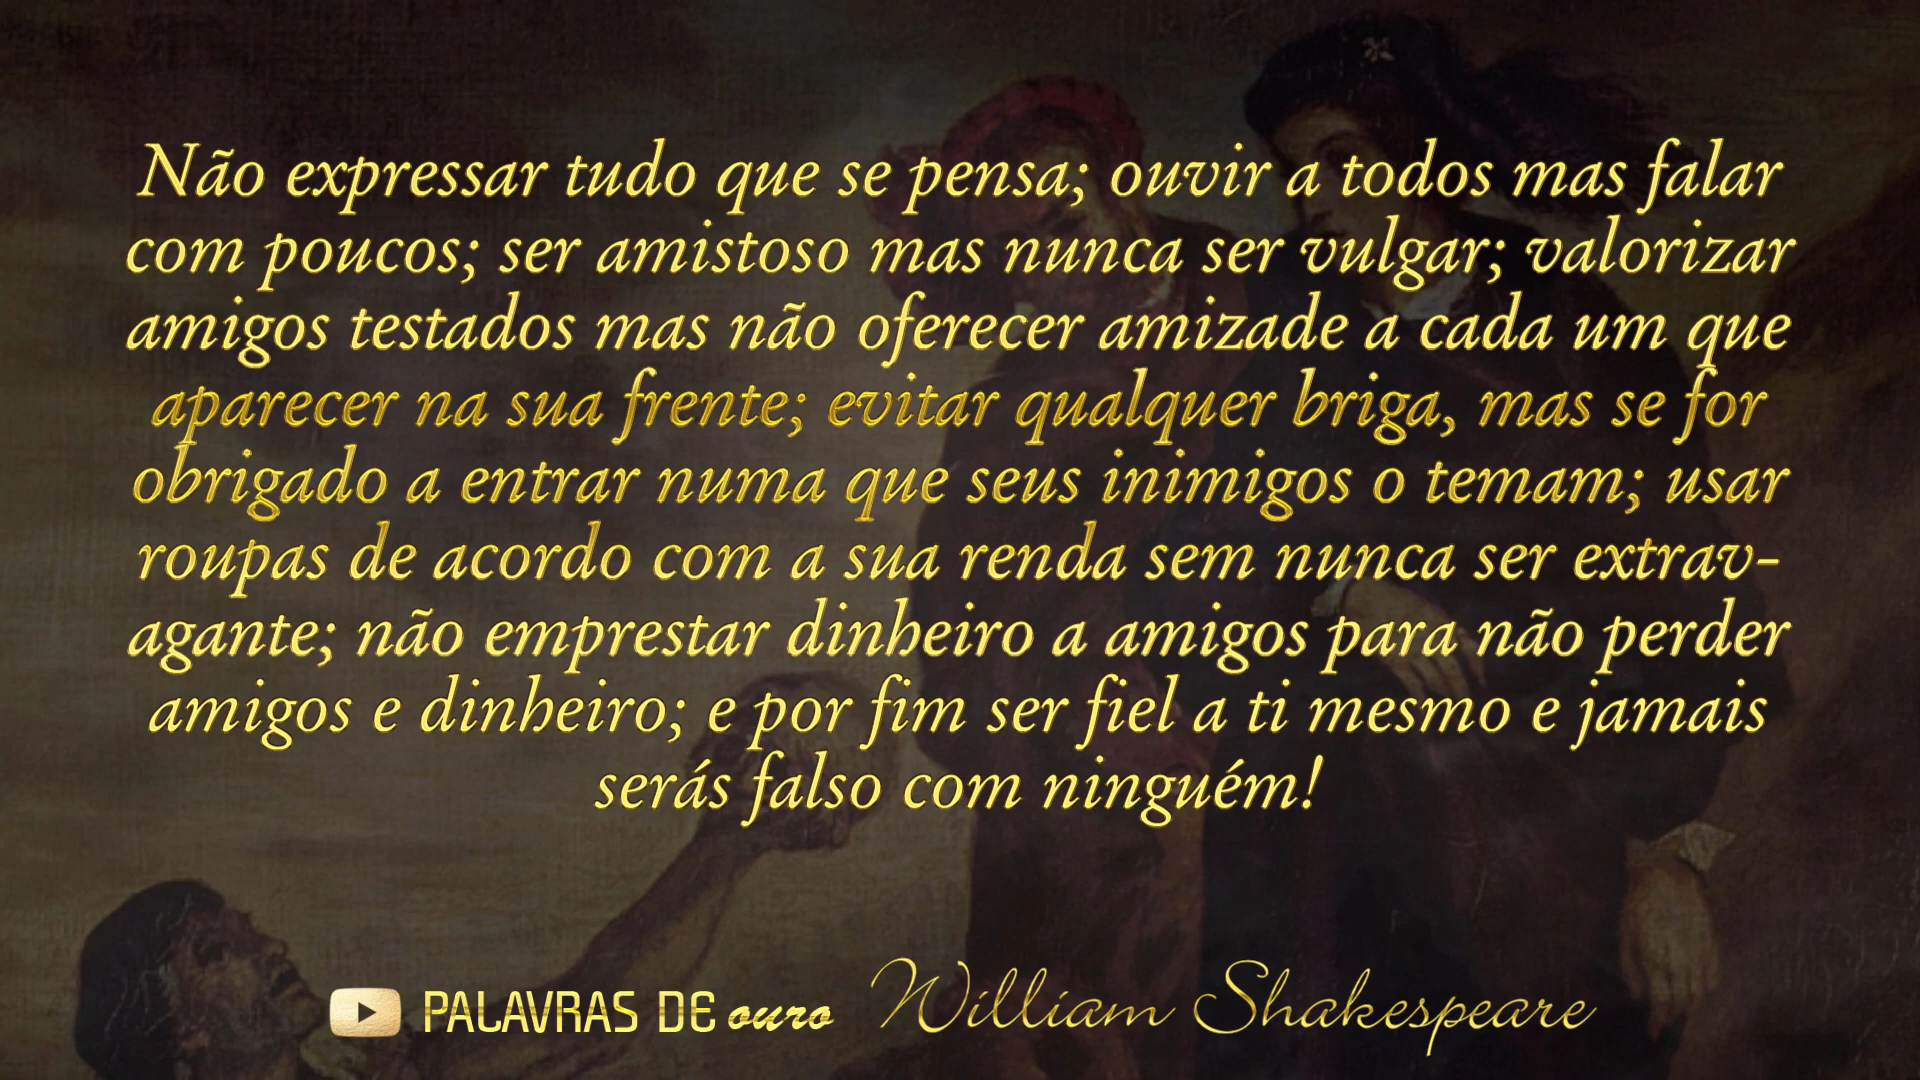 Não expressar tudo que se pensa; ouvir a todos mas falar
com poucos; ser amistoso mas nunca ser vulgar; valorizar
amigos testados mas não oferecer amizade a cada um que
aparecer na sua frente; evitar qualquer briga, mas se for
obrigado a entrar numa que seus inimigos o temam; usar
roupas de acordo com a sua renda sem nunca ser extrav-
agante; não emprestar dinheiro a amigos para não perder
amigos e dinheiro; e por fim ser fiel a ti mesmo e jamais
serás falso com ninguém!
PALAVRAS DE ouro William Shakespeare